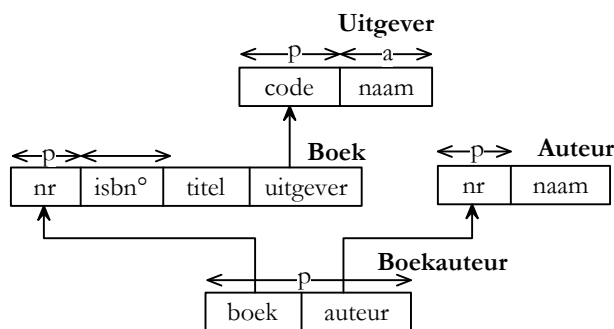 Uitgever
p a
code naam
Boek
p
nr isbn° titel uitgever
Auteur
p
nr naam
Boekauteur
p
boek auteur